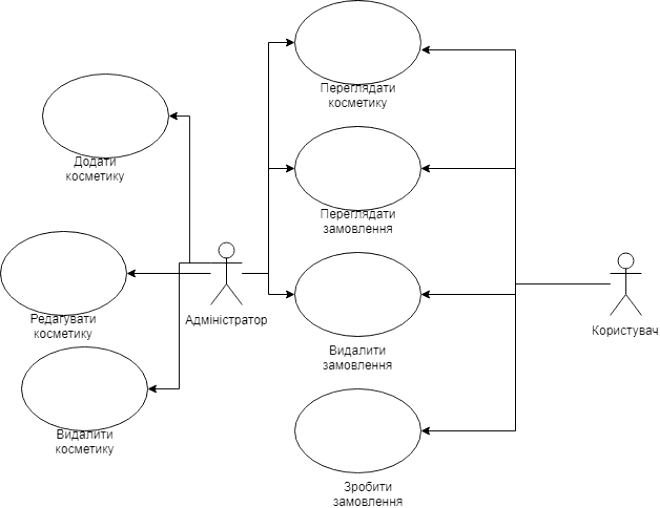 Переглядати
косметику
Додати
косметику
Переглядати
замовлення
Редагувати
косметику
Адміністратор
Користувач
Видалити
замовлення
Видалити
косметику
Зробити
замовлення